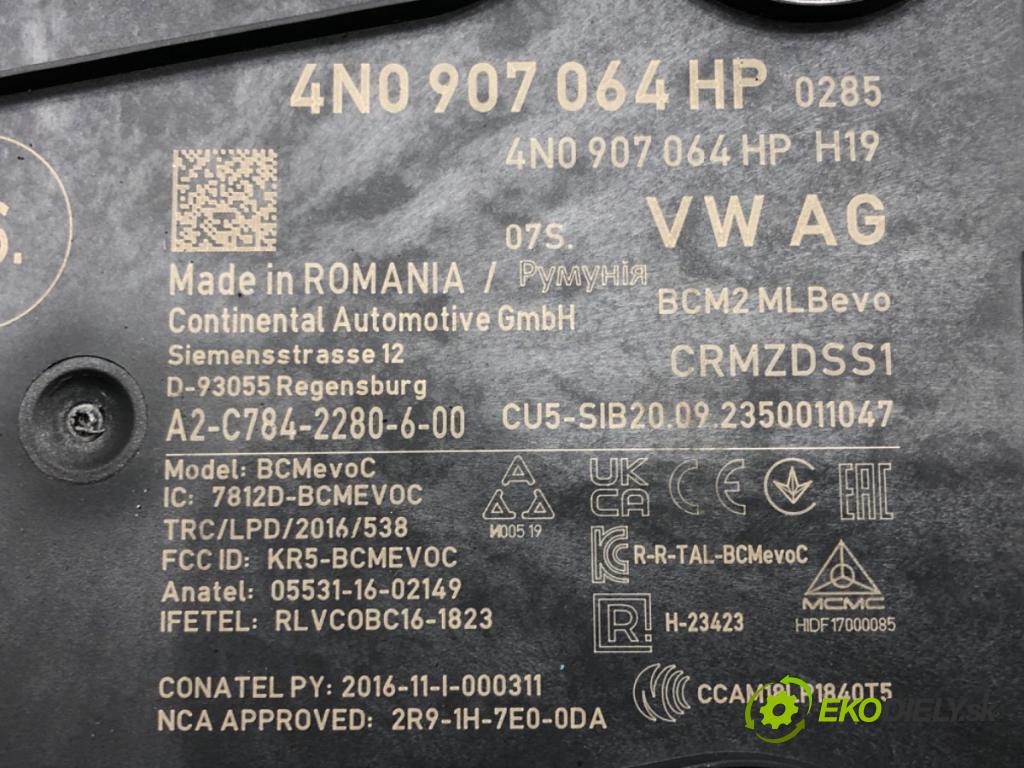 4N0 907 064 HP 0285
4N0 907 064 HP H19
S.
07S. VW AG
Made in ROMANIA / Румунія
BCM2 MLBevo
Continental Automotive GmbH
Siemensstrasse 12
CRMZDSS1
D-93055 Regensburg
A2-C784-2280-6-00
CU5-SIB20.09.2350011047
Model: BCMevoC
IC: 7812D-BCMEVOC
TRC/LPD/2016/538
FCC ID: KR5-BCMEVOC
Anatel: 05531-16-02149
IFETEL: RLVCOBC16-1823
И005 19
UK CA
CE
EAC
KC
R-R-TAL-BCMevoC
R! H-23423
MCMC
HIDF17000085
CONATEL PY: 2016-11-I-000311
NCA APPROVED: 2R9-1H-7E0-0DA
CCAM18LP1840T5
EKODIELY.sk